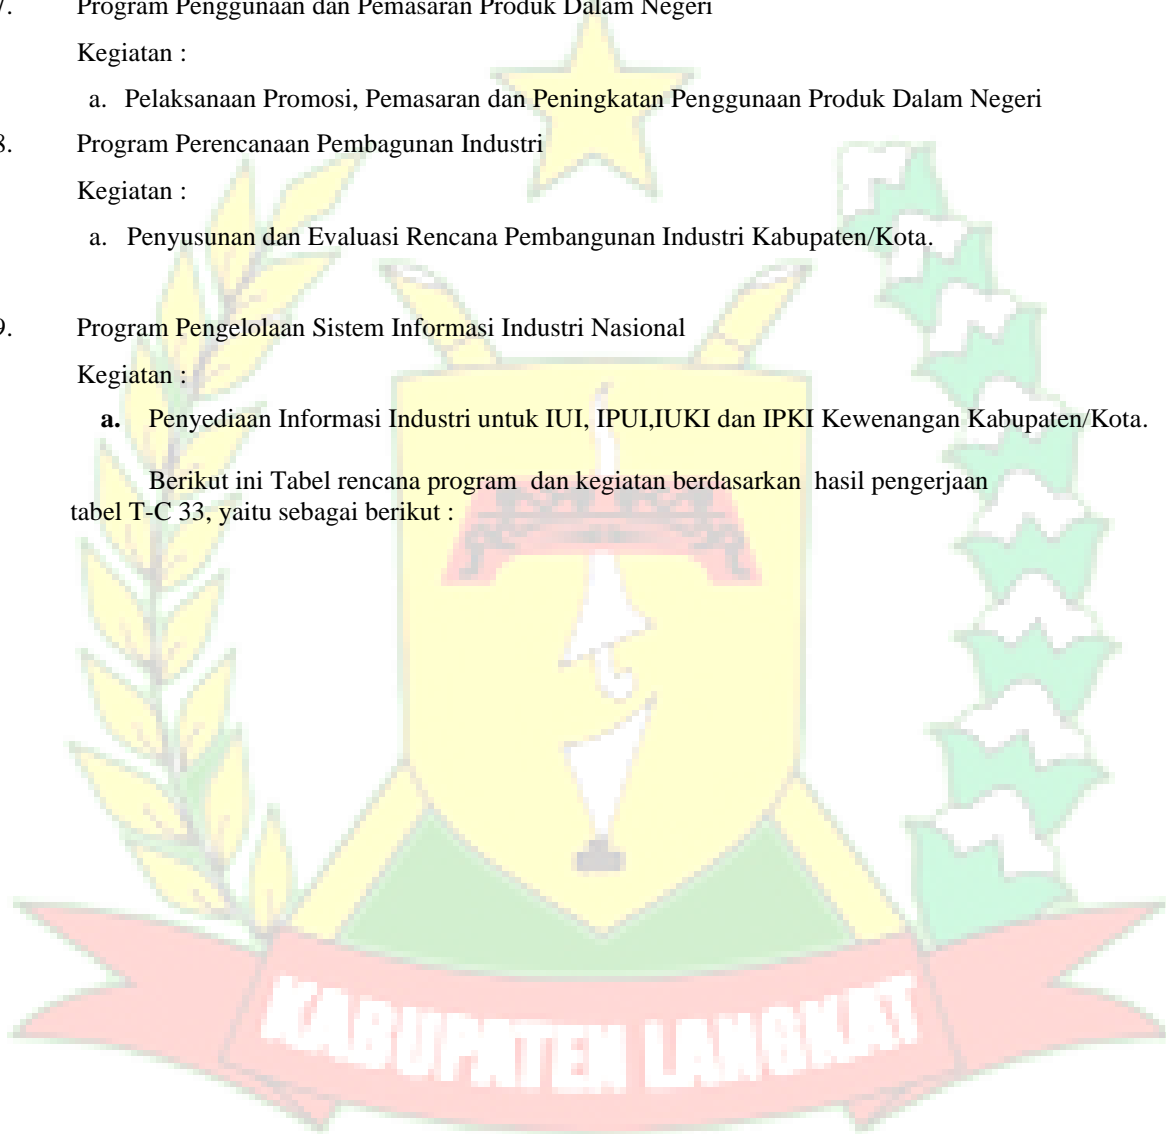 7. Program Penggunaan dan Pemasaran Produk Dalam Negeri
Kegiatan :
a. Pelaksanaan Promosi, Pemasaran dan Peningkatan Penggunaan Produk Dalam Negeri
8. Program Perencanaan Pembagunan Industri
Kegiatan :
a. Penyusunan dan Evaluasi Rencana Pembangunan Industri Kabupaten/Kota.
9. Program Pengelolaan Sistem Informasi Industri Nasional
Kegiatan :
a. Penyediaan Informasi Industri untuk IUI, IPUI,IUKI dan IPKI Kewenangan Kabupaten/Kota.
Berikut ini Tabel rencana program dan kegiatan berdasarkan hasil pengerjaan
tabel T-C 33, yaitu sebagai berikut :
KABUPATEN LANGKAT